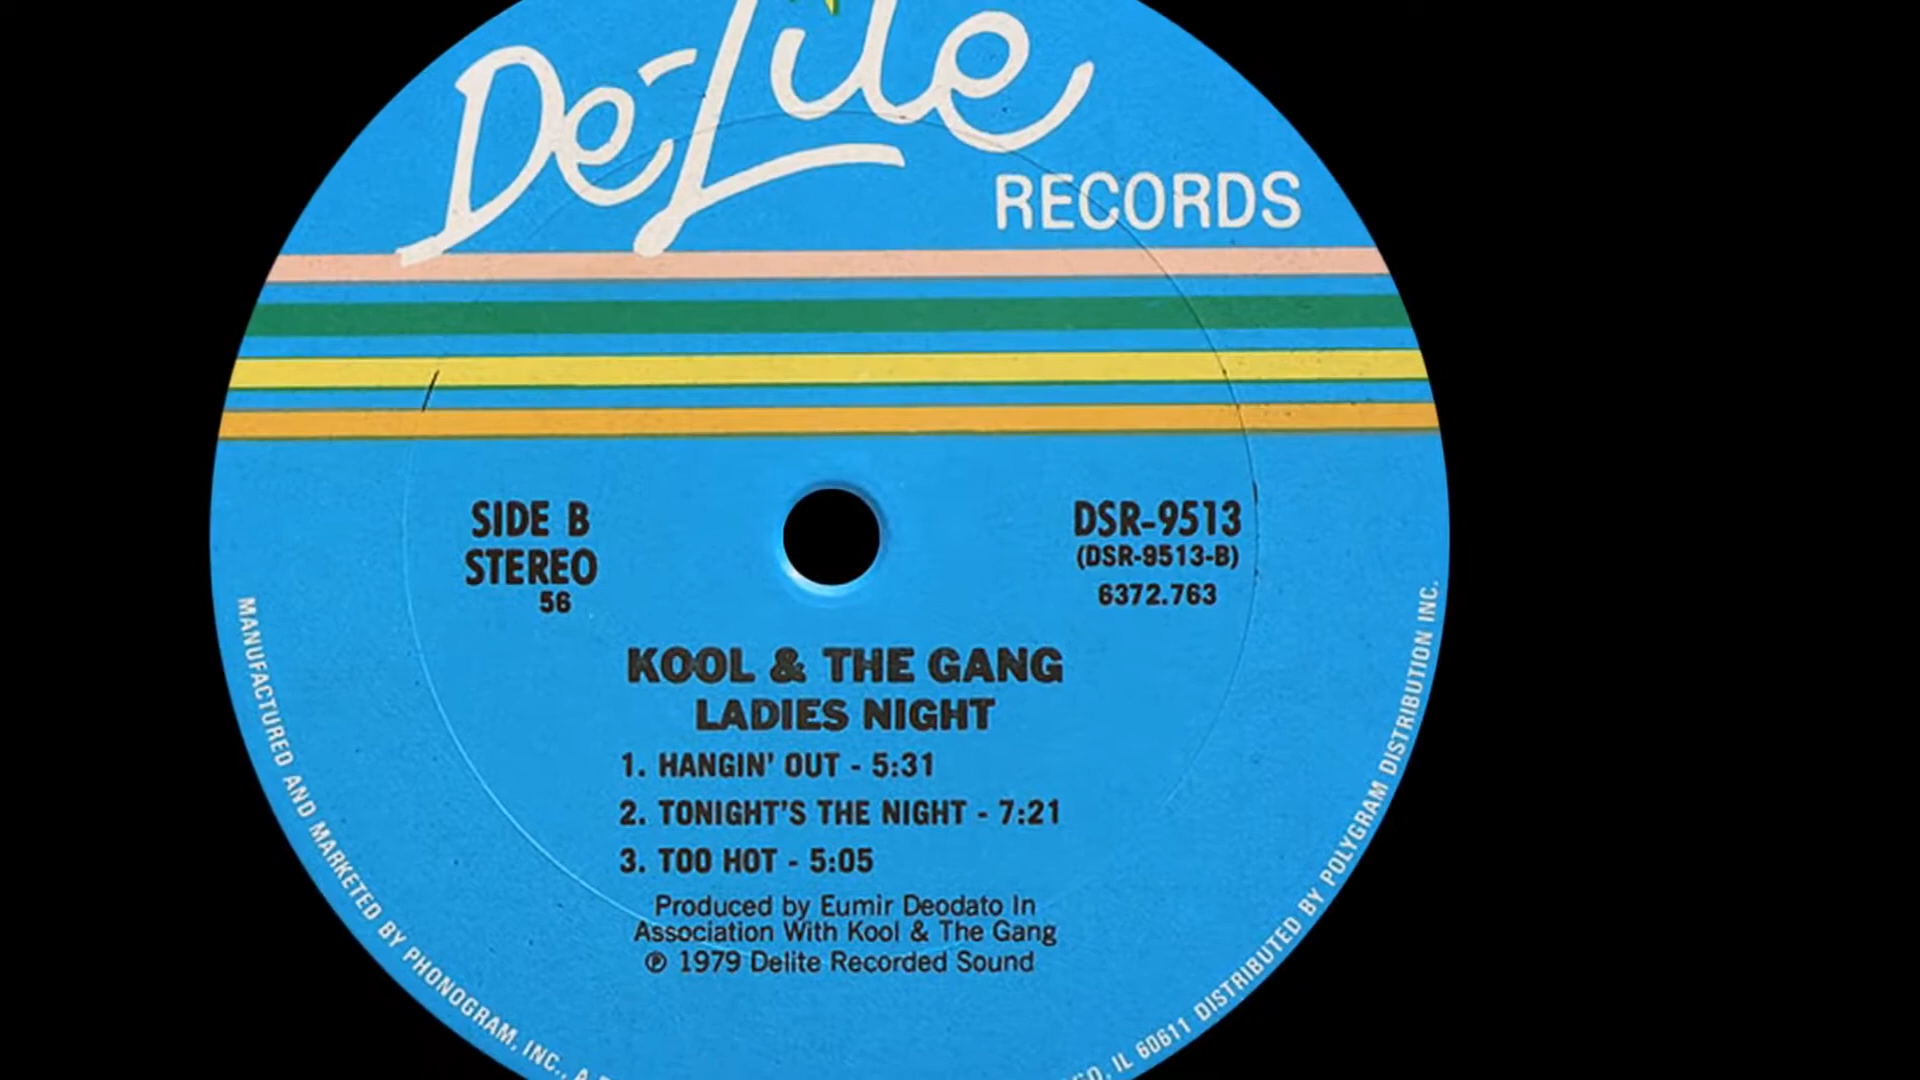 De-Lite
RECORDS
SIDE B
STEREO
56
DSR-9513
(DSR-9513-B)
6372.763
KOOL & THE GANG
LADIES NIGHT
1. HANGIN' OUT - 5:31
2. TONIGHT'S THE NIGHT - 7:21
3. TOO HOT - 5:05
Produced by Eumir Deodato In
Association With Kool & The Gang
℗ 1979 Delite Recorded Sound
MANUFACTURED AND MARKETED BY PHONOGRAM, INC., IL 60611 DISTRIBUTED BY POLYGRAM DISTRIBUTION INC.